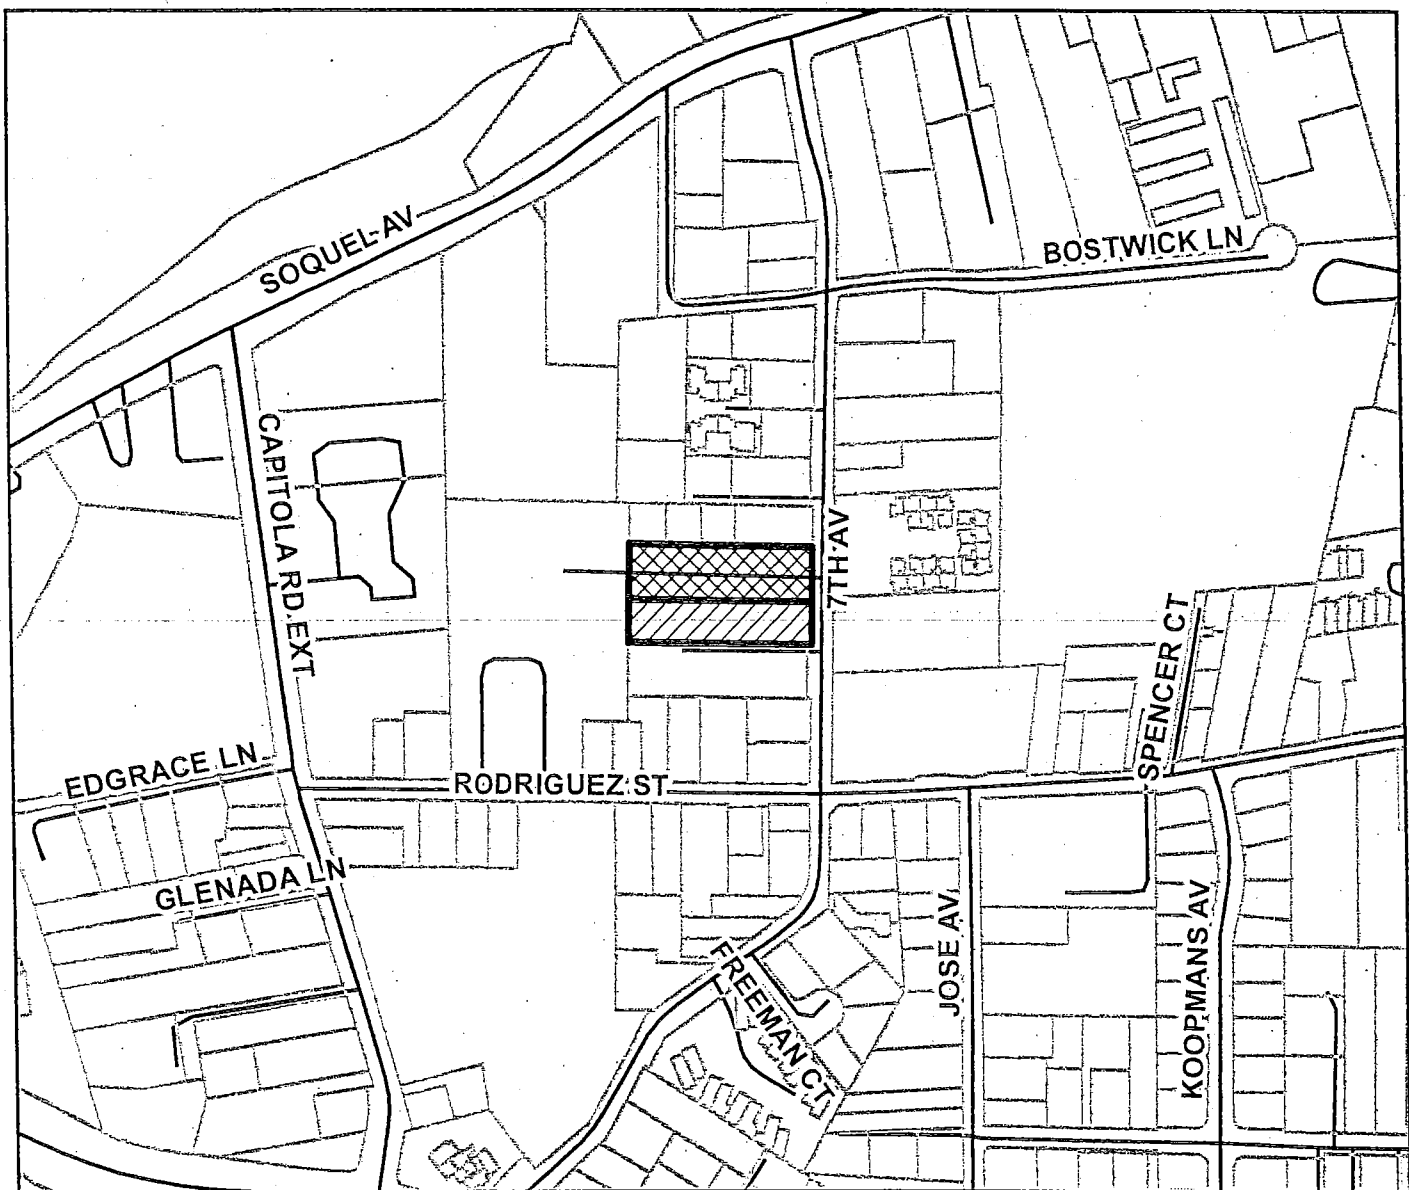 SOQUEL AV
BOSTWICK LN
CAPITOLA RD EXT
7TH AV
SPENCER CT
EDGRACE LN
RODRIGUEZ ST
GLENADA LN
JOSE AV
KOOPMANS AV
FREEMAN CT